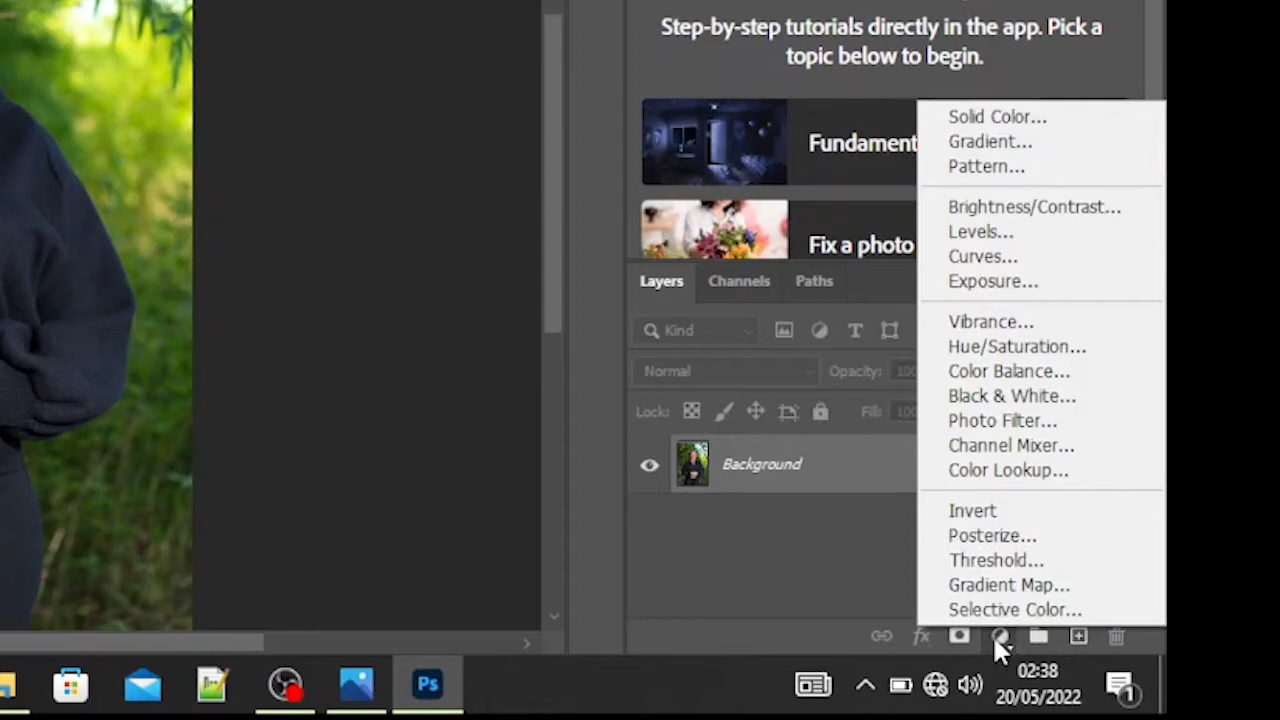 Step-by-step tutorials directly in the app. Pick a
topic below to begin.
Fundament
Fix a photo
Solid Color...
Gradient...
Pattern...
Brightness/Contrast...
Levels...
Curves...
Exposure...
Vibrance...
Hue/Saturation...
Color Balance...
Black & White...
Photo Filter...
Channel Mixer...
Color Lookup...
Invert
Posterize...
Threshold...
Gradient Map...
Selective Color...
Layers Channels Paths
Kind
Normal Opacity: 100
Lock: Fill: 100
Background
fx
Ps
02:38
20/05/2022
1